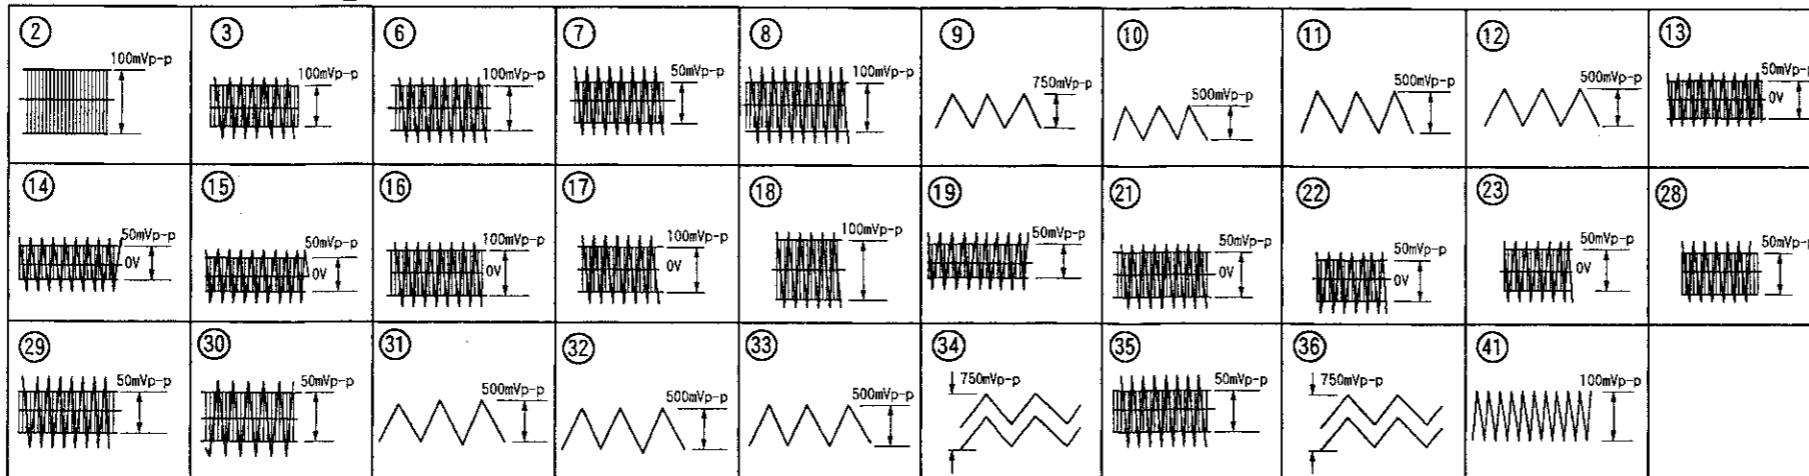 ② 100mVp-p
③ 100mVp-p
⑥ 100mVp-p
⑦ 50mVp-p
⑧ 100mVp-p
⑨ 750mVp-p
⑩ 500mVp-p
⑪ 500mVp-p
⑫ 500mVp-p
⑬ 50mVp-p 0V
⑭ 50mVp-p 0V
⑮ 50mVp-p 0V
⑯ 100mVp-p 0V
⑰ 100mVp-p 0V
⑱ 100mVp-p
⑲ 50mVp-p
㉑ 50mVp-p 0V
㉒ 50mVp-p 0V
㉓ 50mVp-p 0V
㉘ 50mVp-p
㉙ 50mVp-p
㉚ 50mVp-p
㉛ 500mVp-p
㉜ 500mVp-p
㉝ 500mVp-p
㉞ 750mVp-p
㉟ 50mVp-p
㊱ 750mVp-p
㊶ 100mVp-p